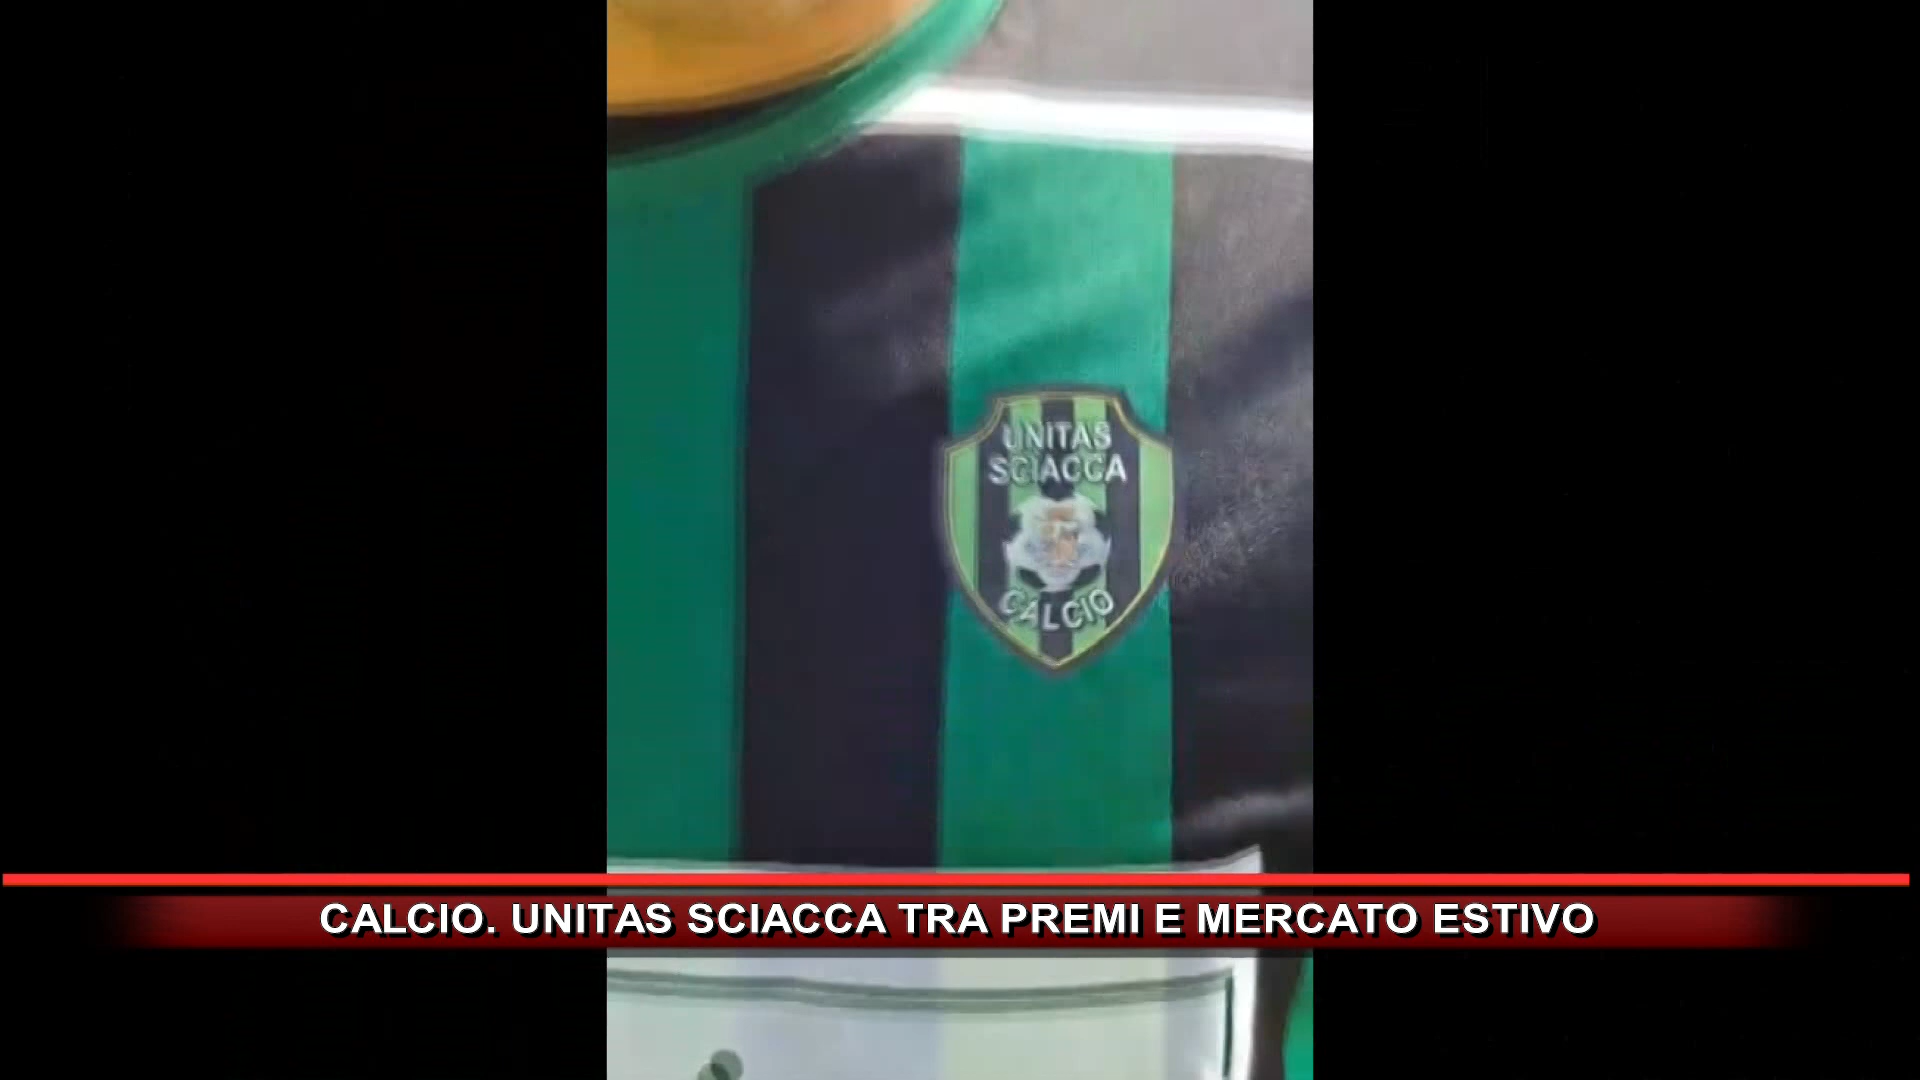 UNITAS
SCIACCA
CALCIO
CALCIO. UNITAS SCIACCA TRA PREMI E MERCATO ESTIVO